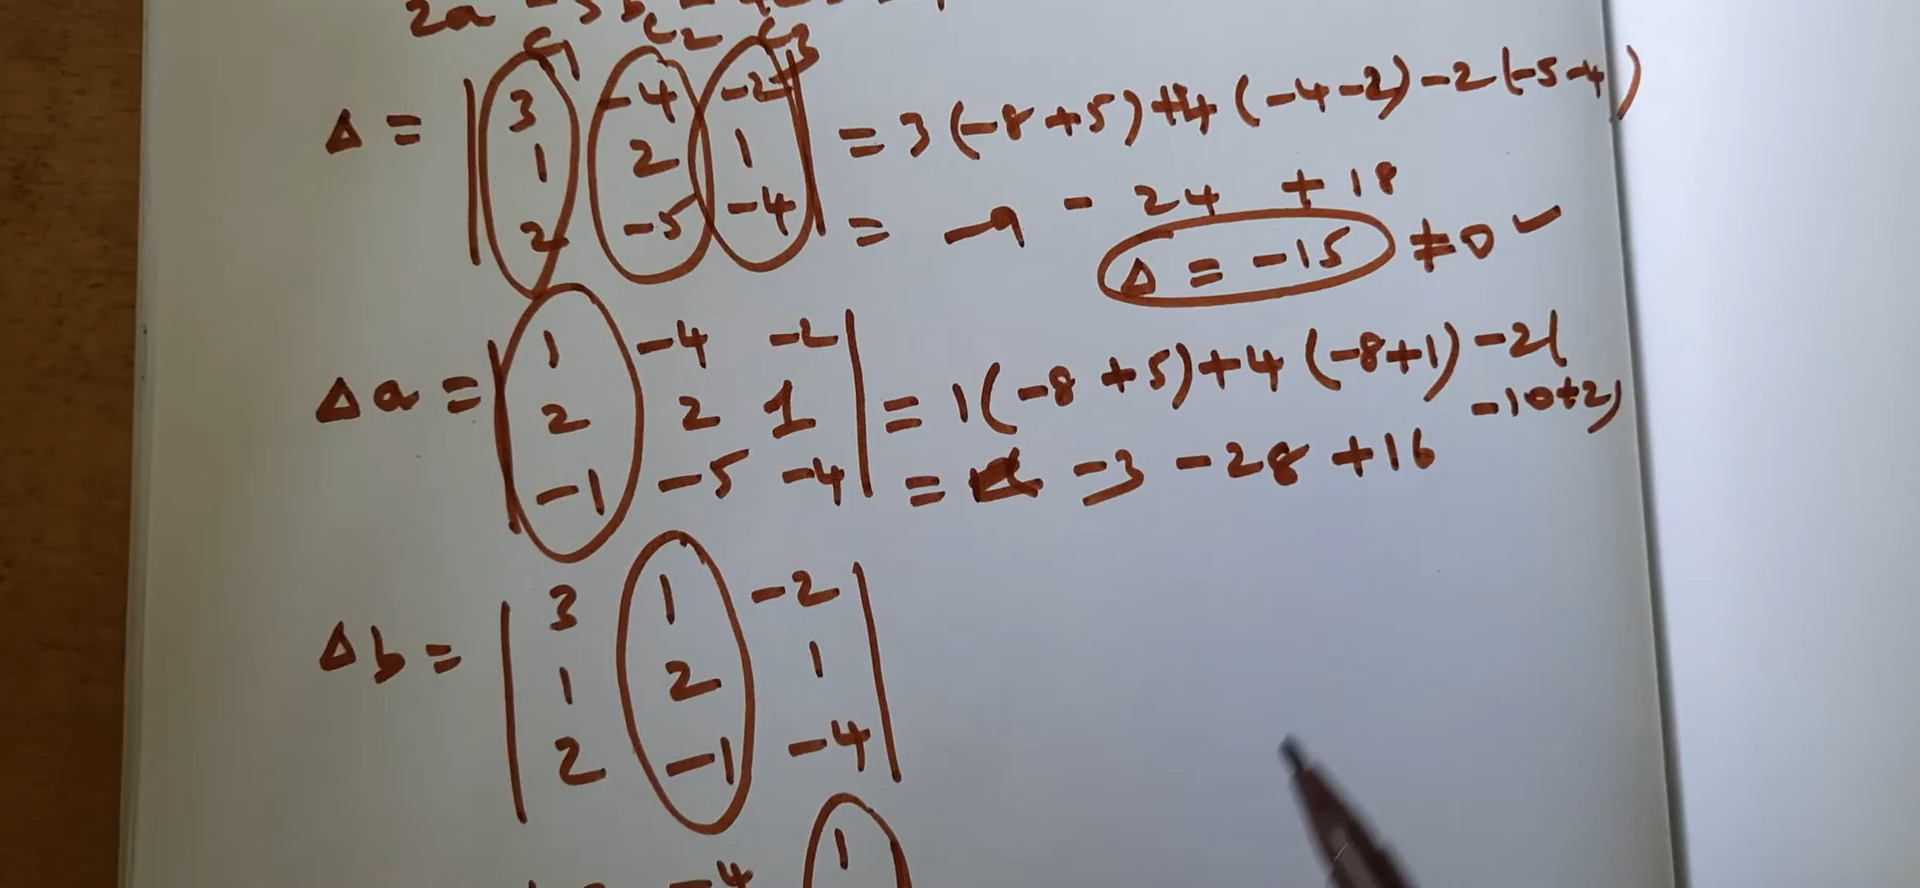 2a
C1 C2 C3
Δ = | 3 -4 -2 | = 3(-8+5)+4(-4-2)-2(-5-4)
| 1 2 1 |
| 2 -5 -4 | = -9 - 24 + 18
Δ = -15 ≠0 ✓
Δa = | 1 -4 -2 | = 1(-8+5)+4(-8+1)-2(
| 2 2 1 | -10+2)
| -1 -5 -4 | = -3 -28 +16
Δb = | 3 1 -2 |
| 1 2 1 |
| 2 -1 -4 |
-4 1